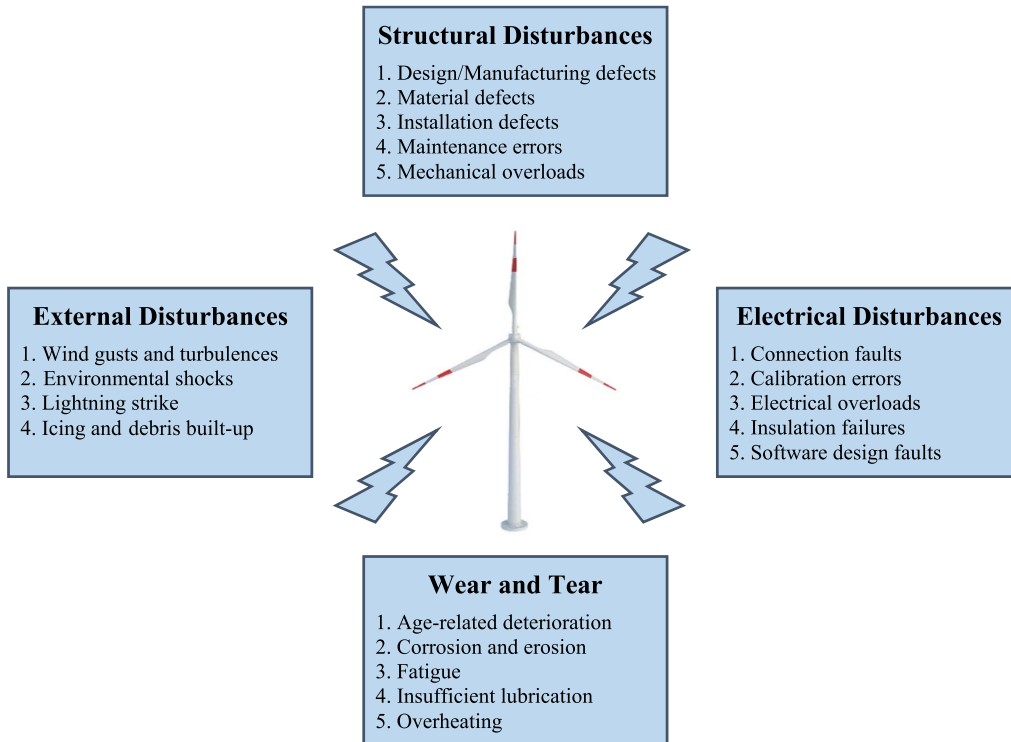 Structural Disturbances
1. Design/Manufacturing defects
2. Material defects
3. Installation defects
4. Maintenance errors
5. Mechanical overloads
External Disturbances
1. Wind gusts and turbulences
2. Environmental shocks
3. Lightning strike
4. Icing and debris built-up
Electrical Disturbances
1. Connection faults
2. Calibration errors
3. Electrical overloads
4. Insulation failures
5. Software design faults
Wear and Tear
1. Age-related deterioration
2. Corrosion and erosion
3. Fatigue
4. Insufficient lubrication
5. Overheating